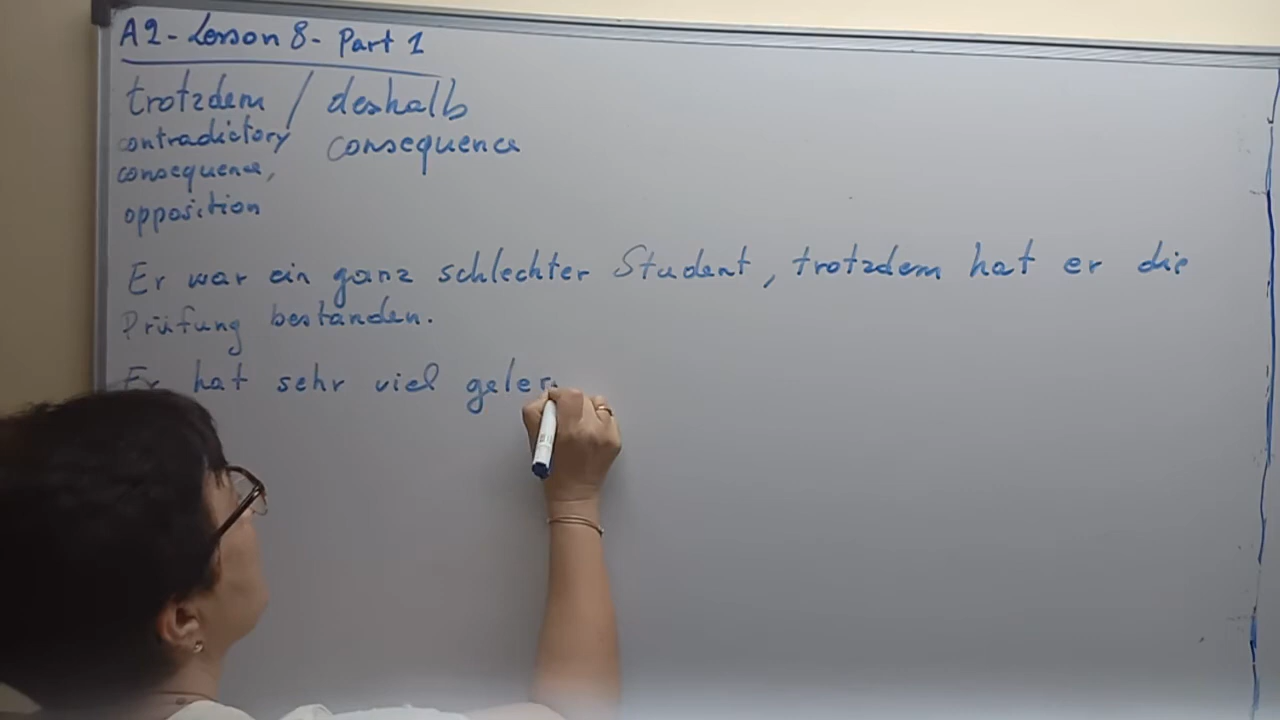 A2 - Lesson 8 - Part 1
trotzdem / deshalb
contradictory consequence
consequence,
opposition
Er war ein ganz schlechter Student, trotzdem hat er die
Prüfung bestanden.
Er hat sehr viel geler